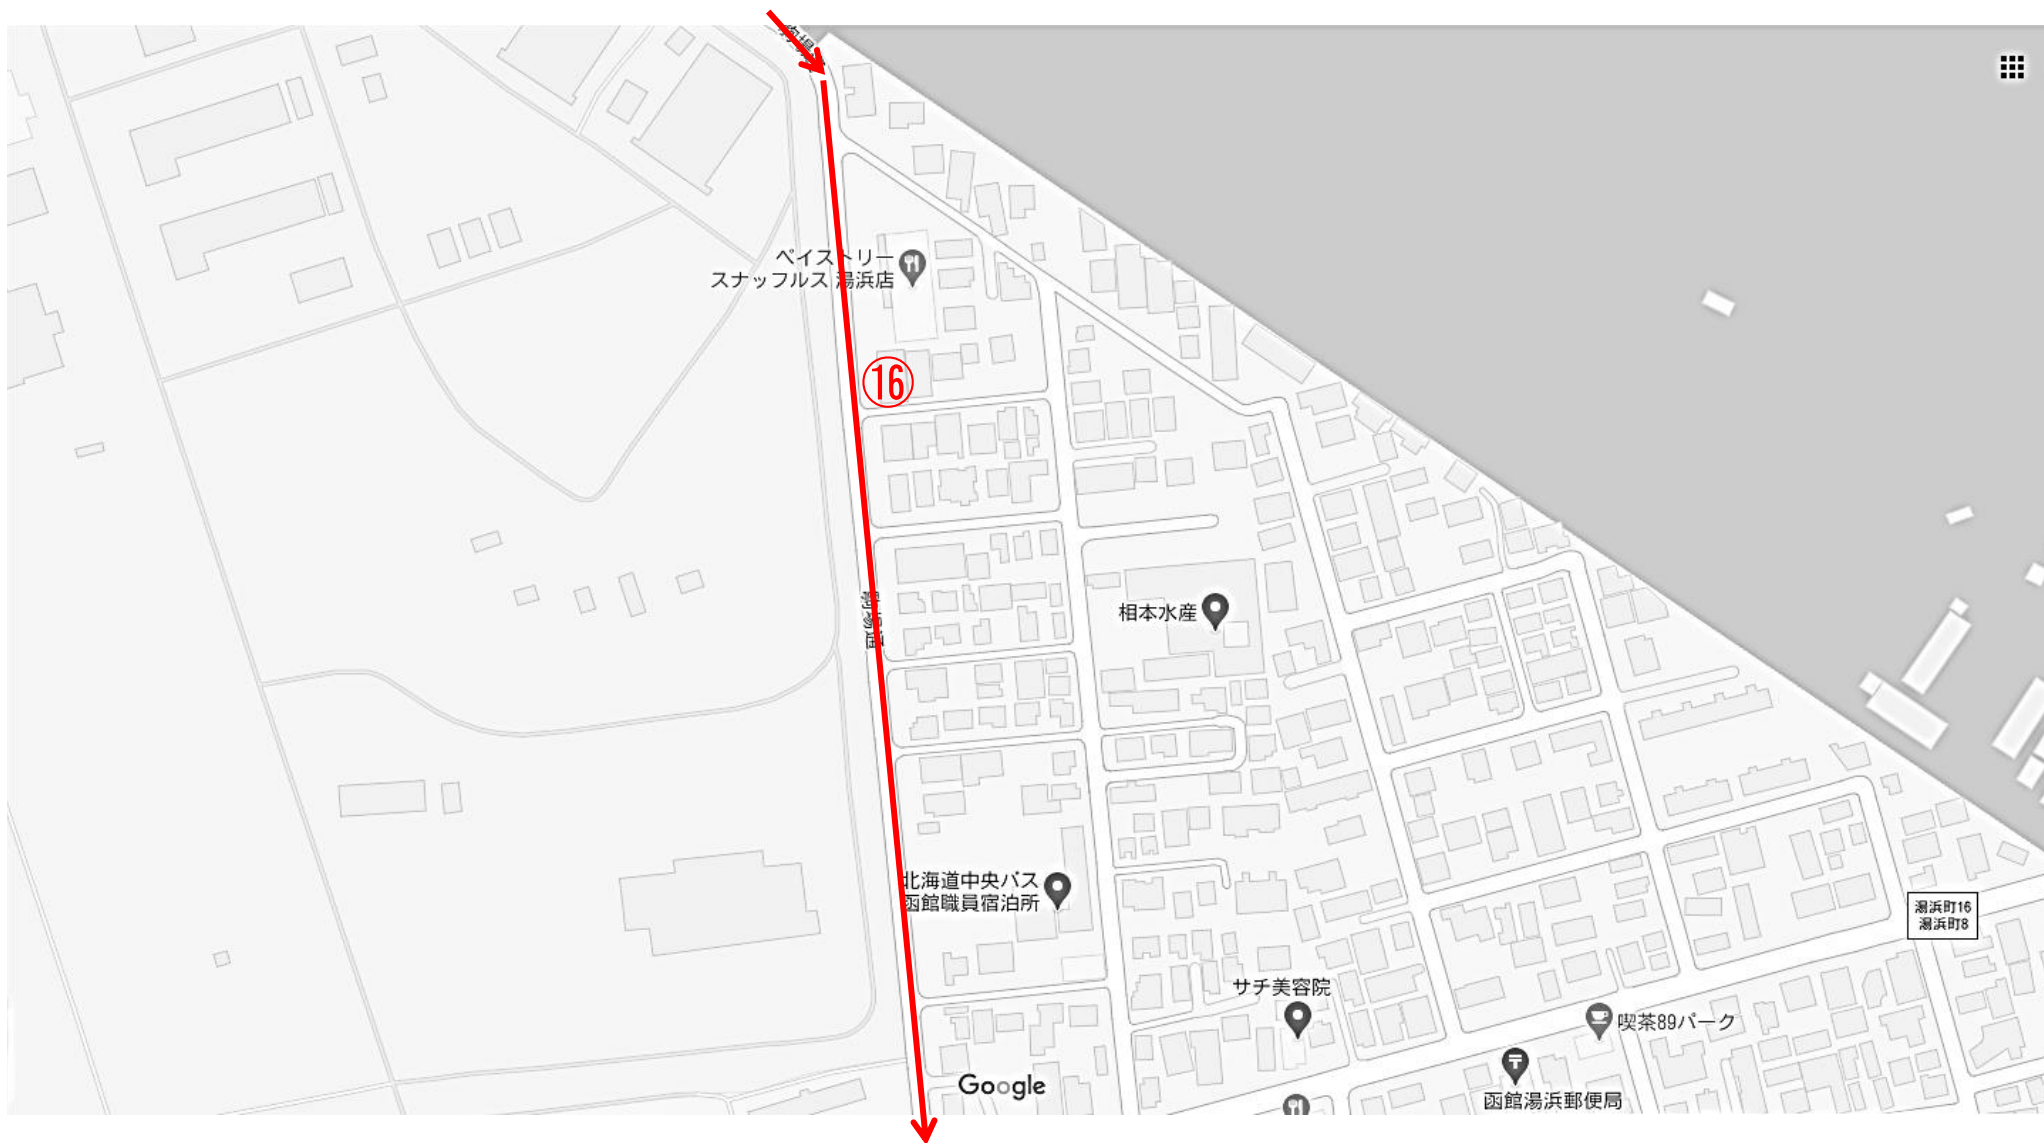 ペイストリー
スナッフルス 湯浜店
⑯
駒場通
相本水産
北海道中央バス
函館職員宿泊所
湯浜町16
湯浜町8
サチ美容院
喫茶89パーク
函館湯浜郵便局
Google